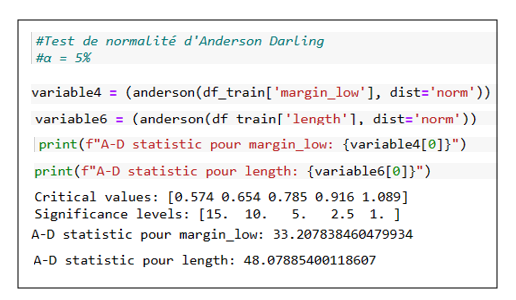 #Test de normalité d'Anderson Darling
#α = 5%
variable4 = (anderson(df_train['margin_low'], dist='norm'))
variable6 = (anderson(df_train['length'], dist='norm'))
print(f"A-D statistic pour margin_low: {variable4[0]}")
print(f"A-D statistic pour length: {variable6[0]}")
Critical values: [0.574 0.654 0.785 0.916 1.089]
Significance levels: [15. 10. 5. 2.5 1. ]
A-D statistic pour margin_low: 33.207838460479934
A-D statistic pour length: 48.07885400118607